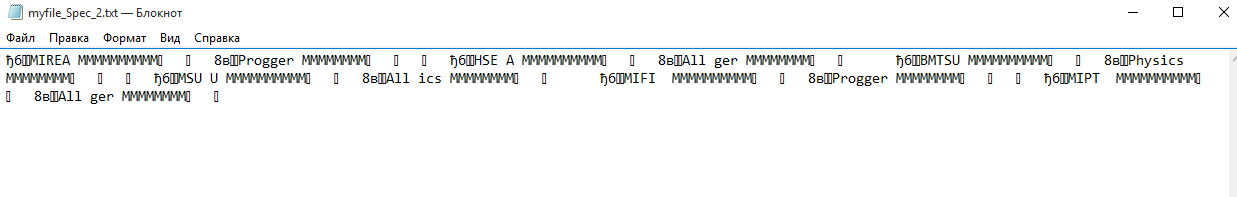 myfile_Spec_2.txt — Блокнот
Файл Правка Формат Вид Справка
ђб▯▯MIREA MMMMMMMMMM▯ ▯ 8в▯▯Progger MMMMMMMM▯ ▯ ▯ ђб▯▯HSE A MMMMMMMMMM▯ ▯ 8в▯▯All ger MMMMMMMM▯ ▯ ђб▯▯BMTSU MMMMMMMMMM▯ ▯ 8в▯▯Physics
MMMMMMMM▯ ▯ ▯ ђб▯▯MSU U MMMMMMMMMM▯ ▯ 8в▯▯All ics MMMMMMMM▯ ▯ ђб▯▯MIFI MMMMMMMMMM▯ ▯ 8в▯▯Progger MMMMMMMM▯ ▯ ▯ ђб▯▯MIPT MMMMMMMMMM▯
▯ 8в▯▯All ger MMMMMMMM▯ ▯